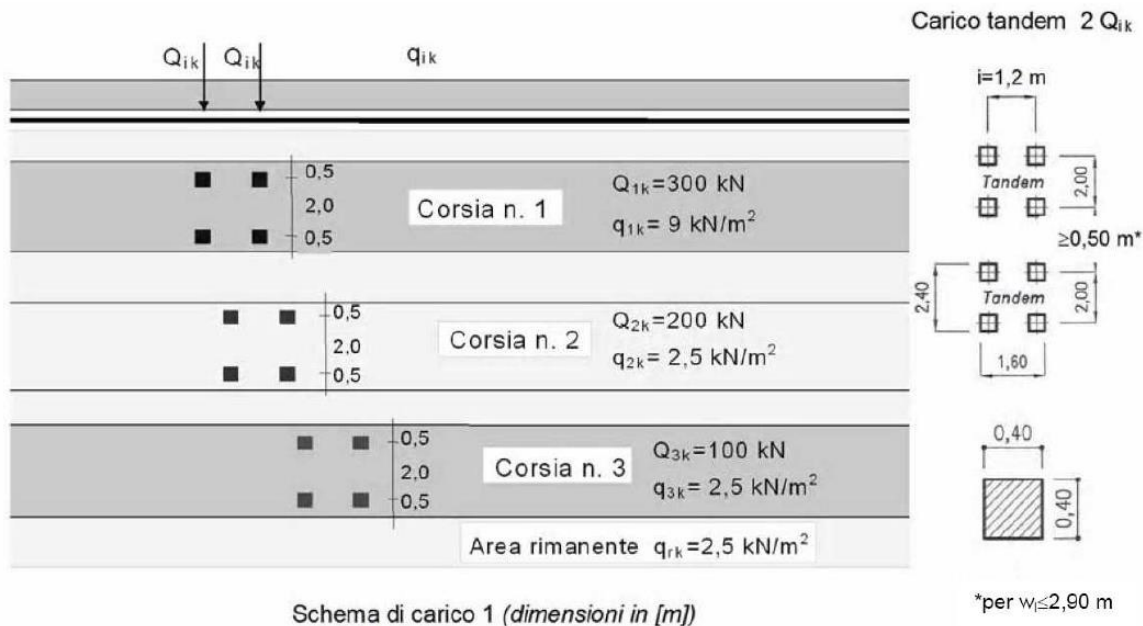 Carico tandem 2 Qik
Qik Qik qik
i=1,2 m
0,5
2,0
0,5
Corsia n. 1
Q1k=300 kN
q1k= 9 kN/m²
Tandem
2,00
≥0,50 m*
0,5
2,0
0,5
Corsia n. 2
Q2k=200 kN
q2k= 2,5 kN/m²
2,40
Tandem
2,00
1,60
0,5
2,0
0,5
Corsia n. 3
Q3k=100 kN
q3k= 2,5 kN/m²
0,40
0,40
Area rimanente qrk=2,5 kN/m²
Schema di carico 1 (dimensioni in [m])
*per wl≤2,90 m